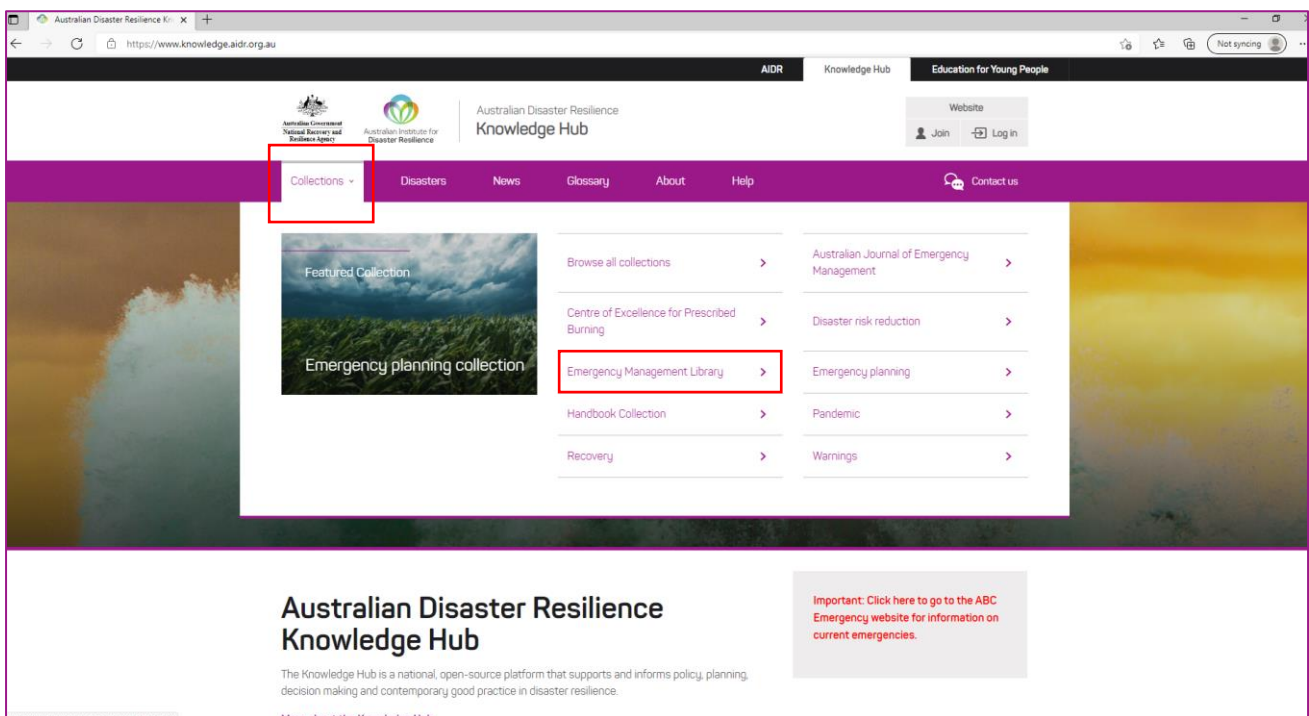 Australian Disaster Resilience Kn
https://www.knowledge.aidr.org.au
Not syncing
AIDR
Knowledge Hub
Education for Young People
Australian Government
National Recovery and
Resilience Agency
Australian Institute for
Disaster Resilience
Australian Disaster Resilience
Knowledge Hub
Website
Join
Log in
Collections
Disasters
News
Glossary
About
Help
Contact us
Featured Collection
Emergency planning collection
Browse all collections
Australian Journal of Emergency
Management
Centre of Excellence for Prescribed
Burning
Disaster risk reduction
Emergency Management Library
Emergency planning
Handbook Collection
Pandemic
Recovery
Warnings
Australian Disaster Resilience
Knowledge Hub
The Knowledge Hub is a national, open-source platform that supports and informs policy, planning,
decision making and contemporary good practice in disaster resilience.
Important: Click here to go to the ABC
Emergency website for information on
current emergencies.